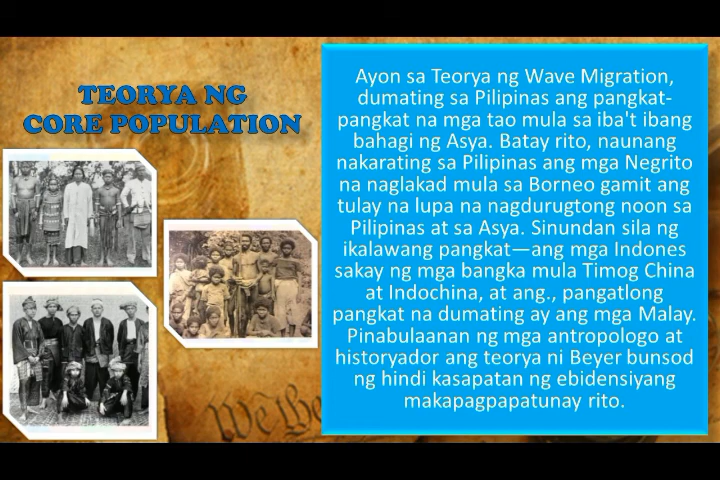 TEORYA NG
CORE POPULATION
Ayon sa Teorya ng Wave Migration,
dumating sa Pilipinas ang pangkat-
pangkat na mga tao mula sa iba't ibang
bahagi ng Asya. Batay rito, naunang
nakarating sa Pilipinas ang mga Negrito
na naglakad mula sa Borneo gamit ang
tulay na lupa na nagdurugtong noon sa
Pilipinas at sa Asya. Sinundan sila ng
ikalawang pangkat—ang mga Indones
sakay ng mga bangka mula Timog China
at Indochina, at ang., pangatlong
pangkat na dumating ay ang mga Malay.
Pinabulaanan ng mga antropologo at
historyador ang teorya ni Beyer bunsod
ng hindi kasapatan ng ebidensiyang
makapagpapatunay rito.
We the